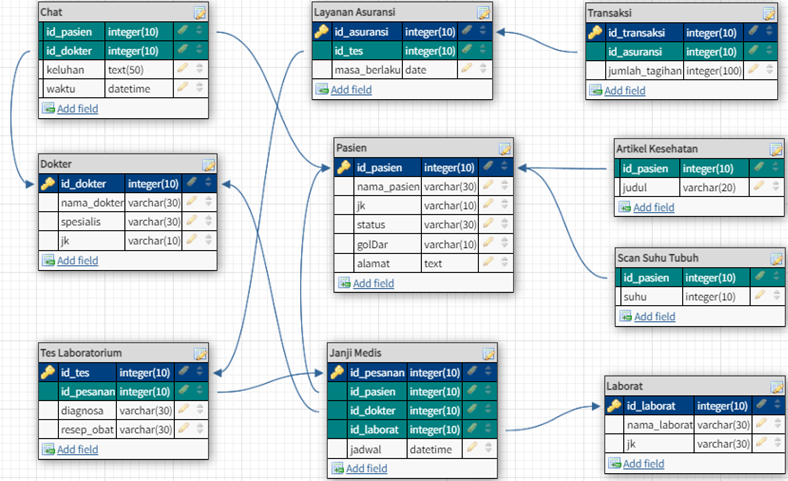 Chat
id_pasien integer(10)
id_dokter integer(10)
keluhan text(50)
waktu datetime
Add field
Layanan Asuransi
id_asuransi integer(10)
id_tes integer(10)
masa_berlaku date
Add field
Transaksi
id_transaksi integer(10)
id_asuransi integer(10)
jumlah_tagihan integer(100)
Add field
Dokter
id_dokter integer(10)
nama_dokter varchar(30)
spesialis varchar(30)
jk varchar(10)
Add field
Pasien
id_pasien integer(10)
nama_pasien varchar(30)
jk varchar(10)
status varchar(30)
golDar varchar(10)
alamat text
Add field
Artikel Kesehatan
id_pasien integer(10)
judul varchar(20)
Add field
Scan Suhu Tubuh
id_pasien integer(10)
suhu integer(10)
Add field
Tes Laboratorium
id_tes integer(10)
id_pesanan integer(10)
diagnosa varchar(30)
resep_obat varchar(30)
Add field
Janji Medis
id_pesanan integer(10)
id_pasien integer(10)
id_dokter integer(10)
id_laborat integer(10)
jadwal datetime
Add field
Laborat
id_laborat integer(10)
nama_laborat varchar(30)
jk varchar(30)
Add field